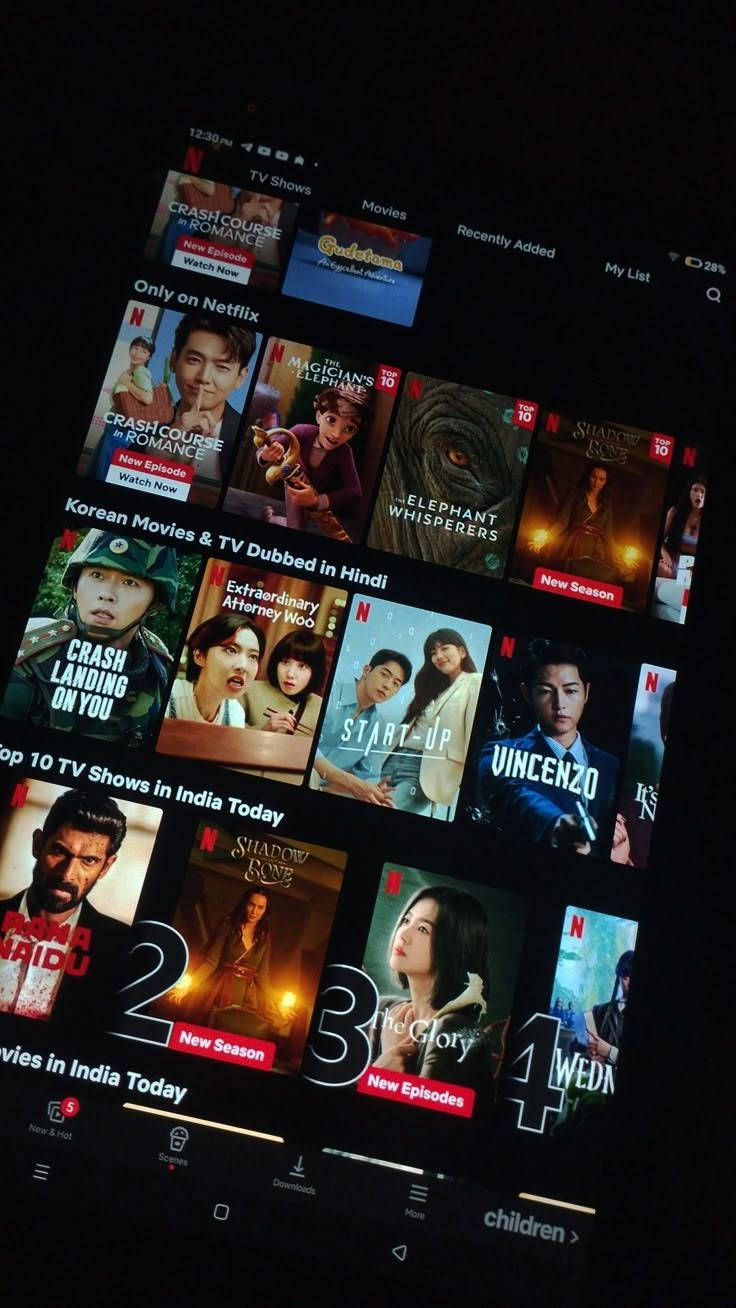 12:30 PM
28%
N
TV Shows
Movies
Recently Added
My List
CRASH COURSE
in ROMANCE
New Episode
Watch Now
Gudetama
An Eggcellent Adventure
Only on Netflix
N
CRASH COURSE
in ROMANCE
New Episode
Watch Now
N
THE
MAGICIAN'S
ELEPHANT
TOP
10
N
TOP
10
THE ELEPHANT
WHISPERERS
N
SHADOW
AND BONE
TOP
10
New Season
N
Korean Movies & TV Dubbed in Hindi
N
CRASH
LANDING
ON YOU
N
Extraordinary
Attorney Woo
N
START-UP
N
VINCENZO
N
It's
N
op 10 TV Shows in India Today
N
RANA
NAIDU
2
N
SHADOW
AND BONE
New Season
3
N
The Glory
New Episodes
4
N
WEDN
vies in India Today
5
New & Hot
Scenes
Downloads
More
children >